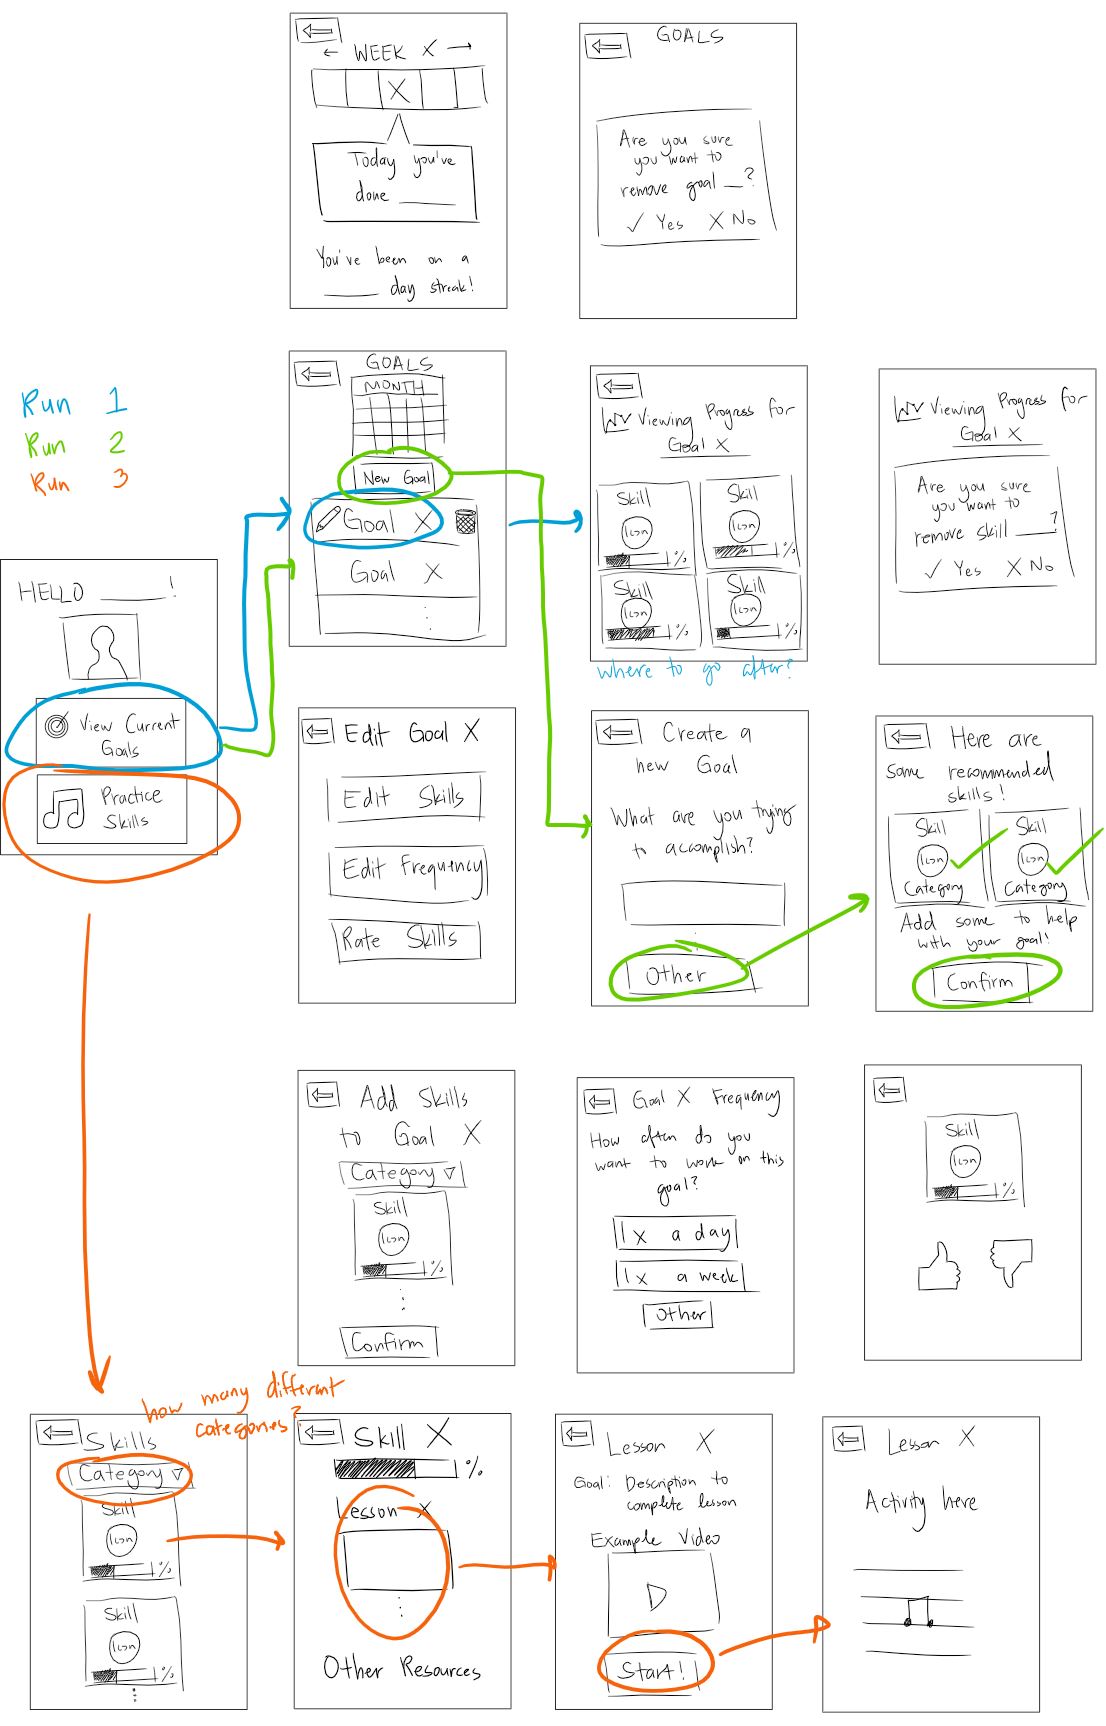 ← WEEK X →
X
Today you've
done ______
You've been on a
______ day streak!
GOALS
Are you sure
you want to
remove goal __?
✓ Yes X No
Run 1
Run 2
Run 3
HELLO ______!
View Current
Goals
Practice
Skills
GOALS
MONTH
New Goal
Goal X
Goal X
Viewing Progress for
Goal X
Skill
Icon
%
Skill
Icon
%
Skill
Icon
%
Skill
Icon
%
where to go after?
Viewing Progress for
Goal X
Are you sure
you want to
remove skill ______?
✓ Yes X No
Edit Goal X
Edit Skills
Edit Frequency
Rate Skills
Create a
new Goal
What are you trying
to accomplish?
Other
Here are
some recommended
skills!
Skill
Icon
Category
Skill
Icon
Category
Add some to help
with your goal!
Confirm
Add Skills
to Goal X
Category ▽
Skill
Icon
%
Confirm
Goal X Frequency
How often do you
want to work on this
goal?
1x a day
1x a week
Other
Skill
Icon
%
how many different
categories?
Skills
Category ▽
Skill
Icon
%
Skill
Icon
%
Skill X
%
Lesson X
Other Resources
Lesson X
Goal: Description to
complete lesson
Example Video
Start!
Lesson X
Activity here